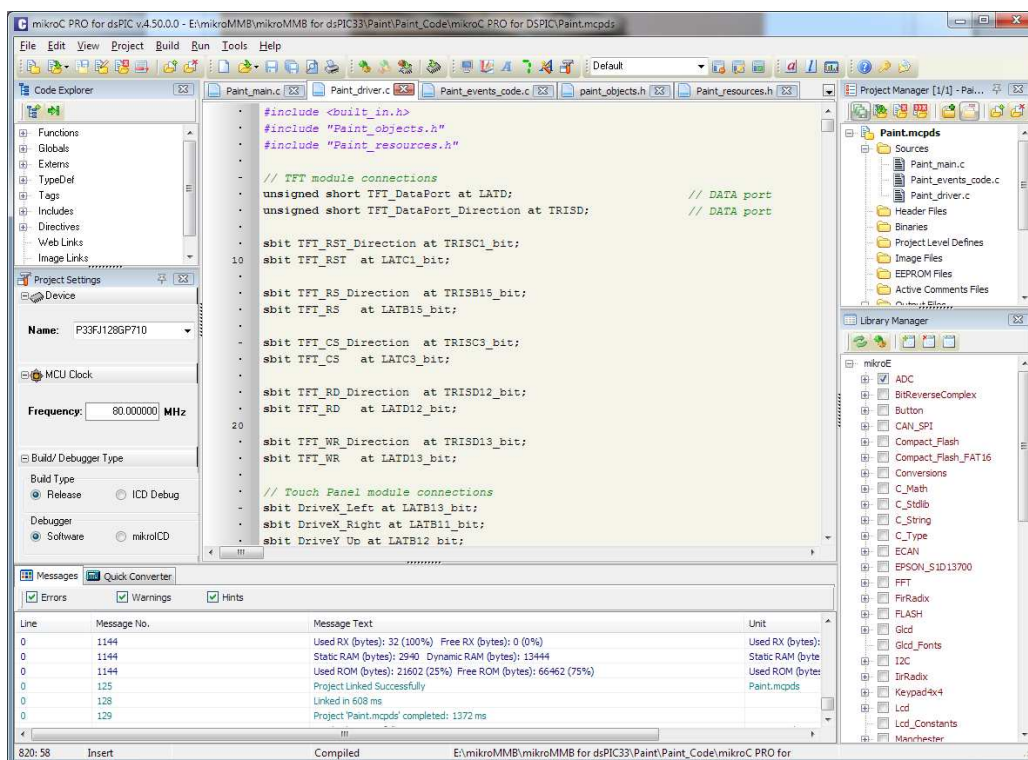 mikroC PRO for dsPIC v.4.50.0.0 - E:\mikroMMB\mikroMMB for dsPIC33\Paint\Paint_Code\mikroC PRO for DSPIC\Paint.mcpds
File Edit View Project Build Run Tools Help
Default
Code Explorer
Functions
Globals
Externs
TypeDef
Tags
Includes
Directives
Web Links
Image Links
Project Settings
Device
Name: P33FJ128GP710
MCU Clock
Frequency: 80.000000 MHz
Build/ Debugger Type
Build Type
Release ICD Debug
Debugger
Software mikroICD
Paint_main.c Paint_driver.c Paint_events_code.c paint_objects.h Paint_resources.h
#include <built_in.h>
#include "Paint_objects.h"
#include "Paint_resources.h"
// TFT module connections
unsigned short TFT_DataPort at LATD; // DATA port
unsigned short TFT_DataPort_Direction at TRISD; // DATA port
sbit TFT_RST_Direction at TRISC1_bit;
10 sbit TFT_RST at LATC1_bit;
sbit TFT_RS_Direction at TRISB15_bit;
sbit TFT_RS at LATB15_bit;
sbit TFT_CS_Direction at TRISC3_bit;
sbit TFT_CS at LATC3_bit;
sbit TFT_RD_Direction at TRISD12_bit;
sbit TFT_RD at LATD12_bit;
20
sbit TFT_WR_Direction at TRISD13_bit;
sbit TFT_WR at LATD13_bit;
// Touch Panel module connections
sbit DriveX_Left at LATB13_bit;
sbit DriveX_Right at LATB11_bit;
sbit DriveY_Up at LATB12_bit;
Project Manager [1/1] - Pai...
Paint.mcpds
Sources
Paint_main.c
Paint_events_code.c
Paint_driver.c
Header Files
Binaries
Project Level Defines
Image Files
EEPROM Files
Active Comments Files
Output Files
Library Manager
mikroE
ADC
BitReverseComplex
Button
CAN_SPI
Compact_Flash
Compact_Flash_FAT16
Conversions
C_Math
C_Stdlib
C_String
C_Type
ECAN
EPSON_S1D13700
FFT
FirRadix
FLASH
Glcd
Glcd_Fonts
I2C
IrRadix
Keypad4x4
Lcd
Lcd_Constants
Manchester
Messages Quick Converter
Errors Warnings Hints
Line Message No. Message Text Unit
0 1144 Used RX (bytes): 32 (100%) Free RX (bytes): 0 (0%) Used RX (bytes):
0 1144 Static RAM (bytes): 2940 Dynamic RAM (bytes): 13444 Static RAM (byte
0 1144 Used ROM (bytes): 21602 (25%) Free ROM (bytes): 66462 (75%) Used ROM (bytes
0 125 Project Linked Successfully Paint.mcpds
0 128 Linked in 608 ms
0 129 Project 'Paint.mcpds' completed: 1372 ms
820: 58 Insert Compiled E:\mikroMMB\mikroMMB for dsPIC33\Paint\Paint_Code\mikroC PRO for